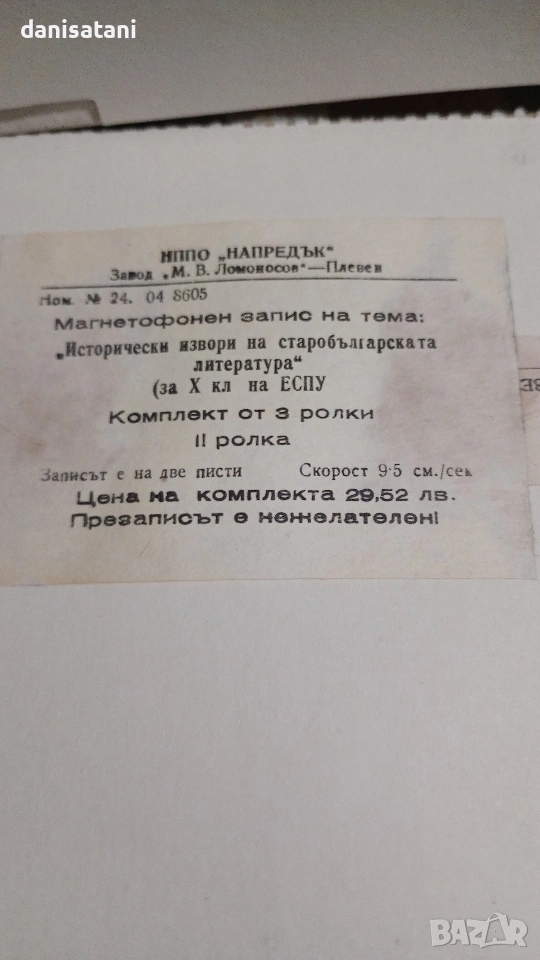 danisatani
НППО „НАПРЕДЪК“
Завод „М. В. Ломоносов“—Плевен
Ном. № 24. 04 8605
Магнетофонен запис на тема:
„Исторически извори на старобългарската
литература“
(за X кл на ЕСПУ
Комплект от 3 ролки
II ролка
Записът е на две писти Скорост 9·5 см./сек
Цена на комплекта 29,52 лв.
Презаписът е нежелателен!
BAZAR